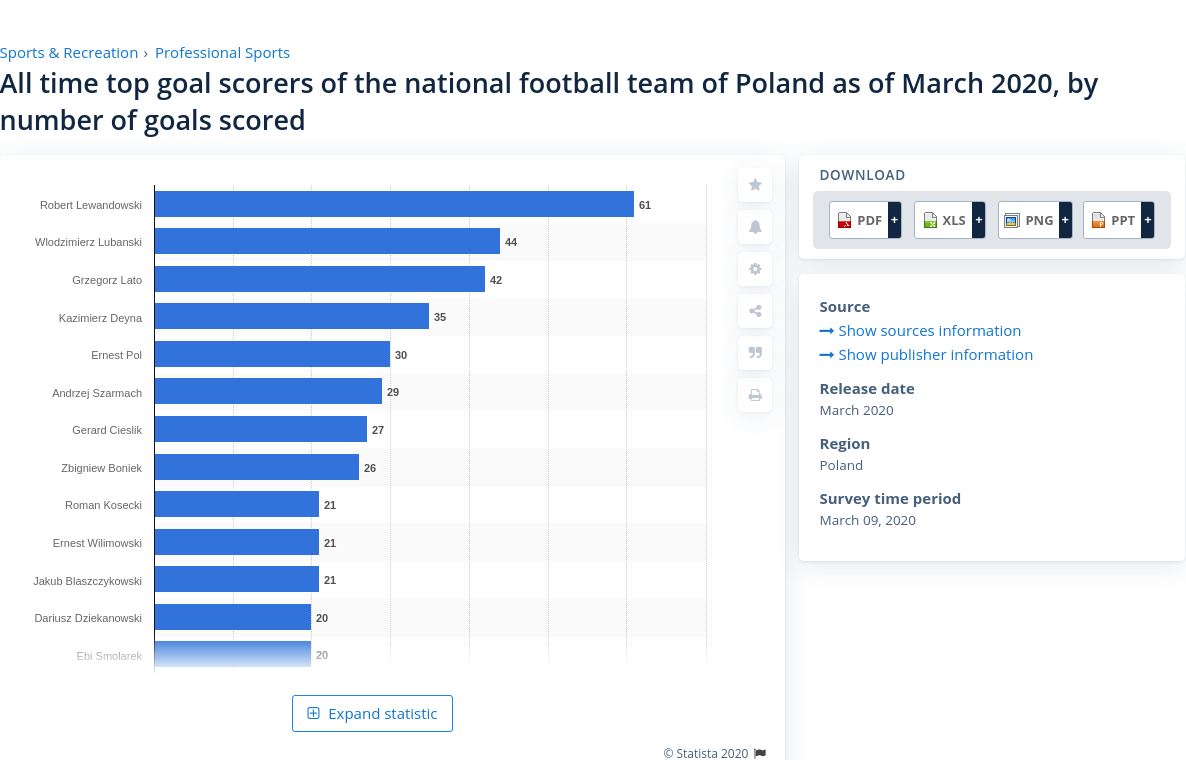 Sports & Recreation › Professional Sports
All time top goal scorers of the national football team of Poland as of March 2020, by
number of goals scored
Robert Lewandowski 61
Wlodzimierz Lubanski 44
Grzegorz Lato 42
Kazimierz Deyna 35
Ernest Pol 30
Andrzej Szarmach 29
Gerard Cieslik 27
Zbigniew Boniek 26
Roman Kosecki 21
Ernest Wilimowski 21
Jakub Blaszczykowski 21
Dariusz Dziekanowski 20
Ebi Smolarek 20
Expand statistic
© Statista 2020
DOWNLOAD
PDF + XLS + PNG + PPT +
Source
Show sources information
Show publisher information
Release date
March 2020
Region
Poland
Survey time period
March 09, 2020